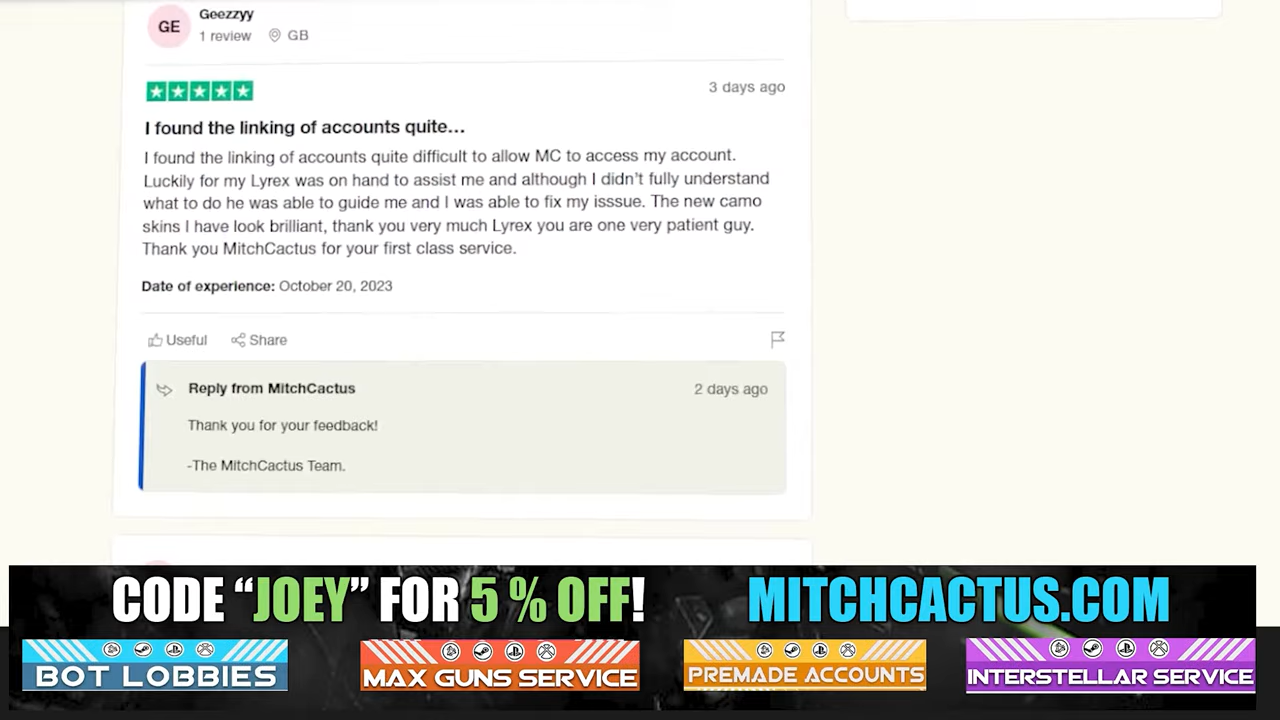 GE
Geezzyy
1 review GB
3 days ago
I found the linking of accounts quite…
I found the linking of accounts quite difficult to allow MC to access my account.
Luckily for my Lyrex was on hand to assist me and although I didn't fully understand
what to do he was able to guide me and I was able to fix my isssue. The new camo
skins I have look brilliant, thank you very much Lyrex you are one very patient guy.
Thank you MitchCactus for your first class service.
Date of experience: October 20, 2023
Useful Share
Reply from MitchCactus 2 days ago
Thank you for your feedback!
-The MitchCactus Team.
CODE “JOEY” FOR 5 % OFF! MITCHCACTUS.COM
BOT LOBBIES MAX GUNS SERVICE PREMADE ACCOUNTS INTERSTELLAR SERVICE